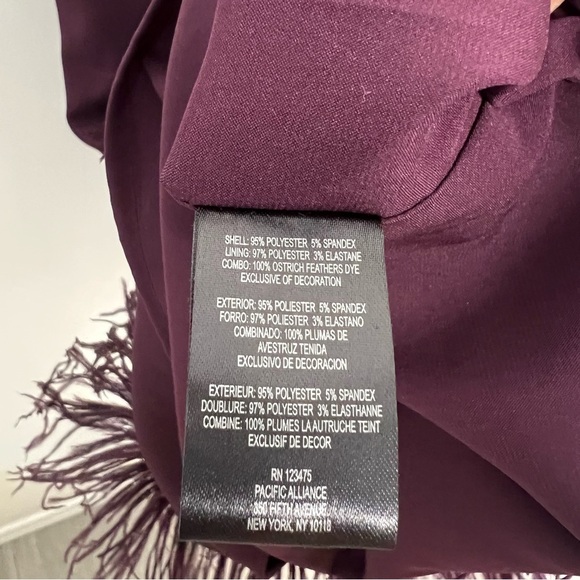 SHELL: 95% POLYESTER 5% SPANDEX
LINING: 97% POLYESTER 3% ELASTANE
COMBO: 100% OSTRICH FEATHERS DYE
EXCLUSIVE OF DECORATION
EXTERIOR: 95% POLIESTER 5% SPANDEX
FORRO: 97% POLIESTER 3% ELASTANO
COMBINADO: 100% PLUMAS DE
AVESTRUZ TENIDA
EXCLUSIVO DE DECORACION
EXTERIEUR: 95% POLYESTER 5% SPANDEX
DOUBLURE: 97% POLYESTER 3% ELASTHANNE
COMBINE: 100% PLUMES LA AUTRUCHE TEINT
EXCLUSIF DE DECOR
RN 123475
PACIFIC ALLIANCE
350 FIFTH AVENUE
NEW YORK, NY 10118